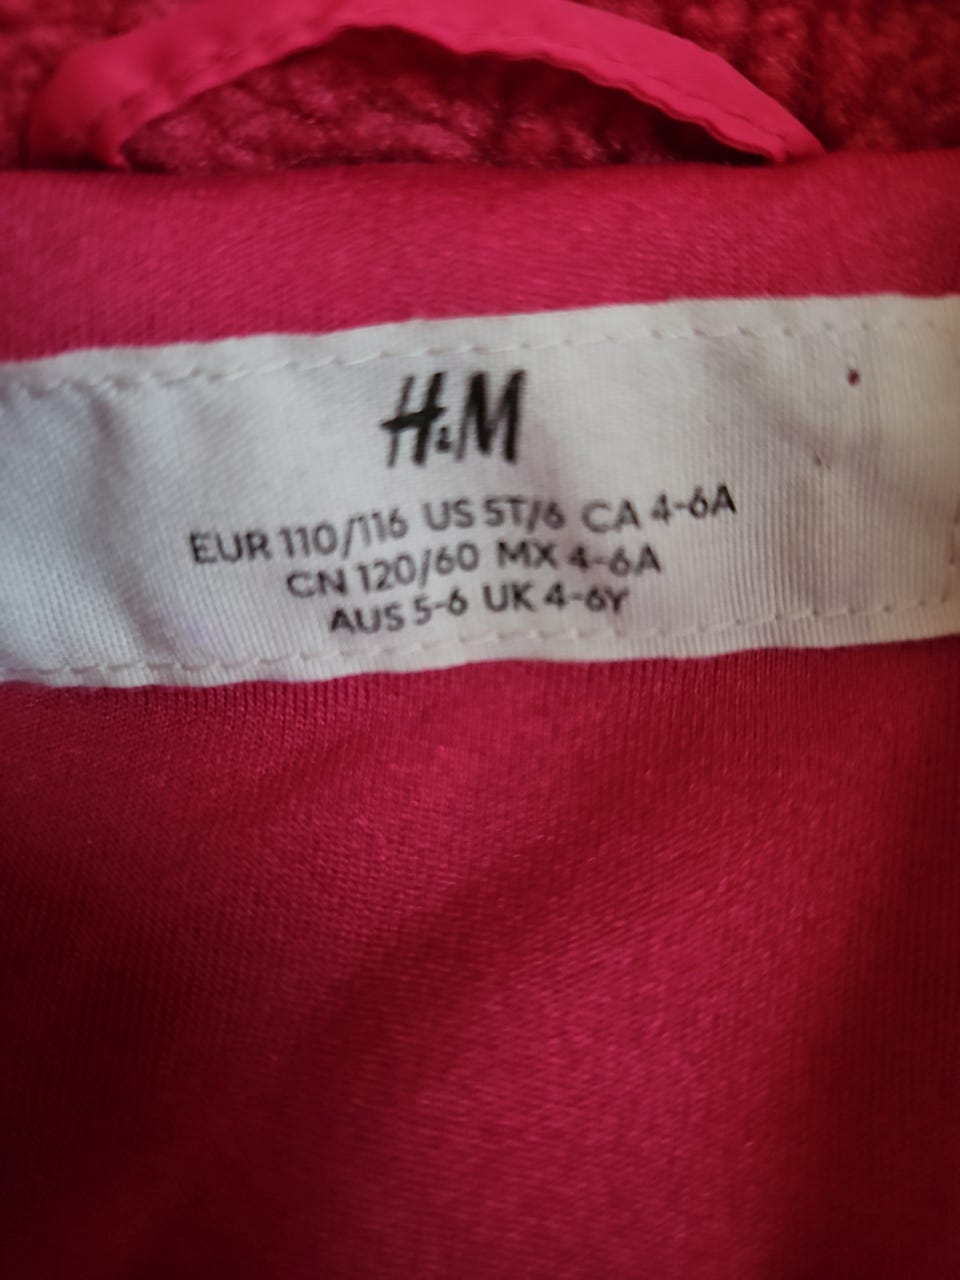 H&M
EUR 110/116 US 5T/6 CA 4-6A
CN 120/60 MX 4-6A
AUS 5-6 UK 4-6Y